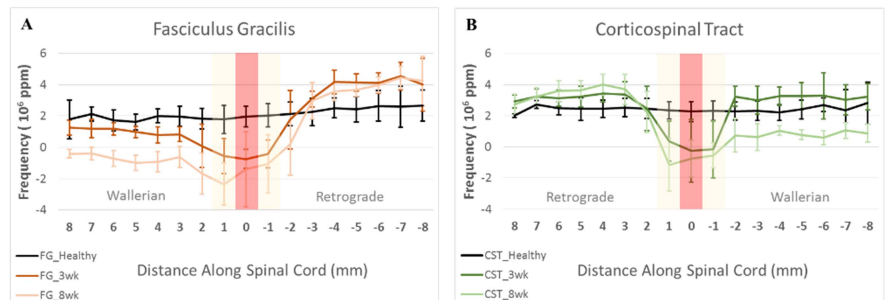 A
Fasciculus Gracilis
Frequency ( 10⁶ ppm)
6
4
2
0
-2
-4
Wallerian
Retrograde
8 7 6 5 4 3 2 1 0 -1 -2 -3 -4 -5 -6 -7 -8
Distance Along Spinal Cord (mm)
FG_Healthy
FG_3wk
FG_8wk
B
Corticospinal Tract
Frequency ( 10⁶ ppm)
6
4
2
0
-2
-4
Retrograde
Wallerian
8 7 6 5 4 3 2 1 0 -1 -2 -3 -4 -5 -6 -7 -8
Distance Along Spinal Cord (mm)
CST_Healthy
CST_3wk
CST_8wk